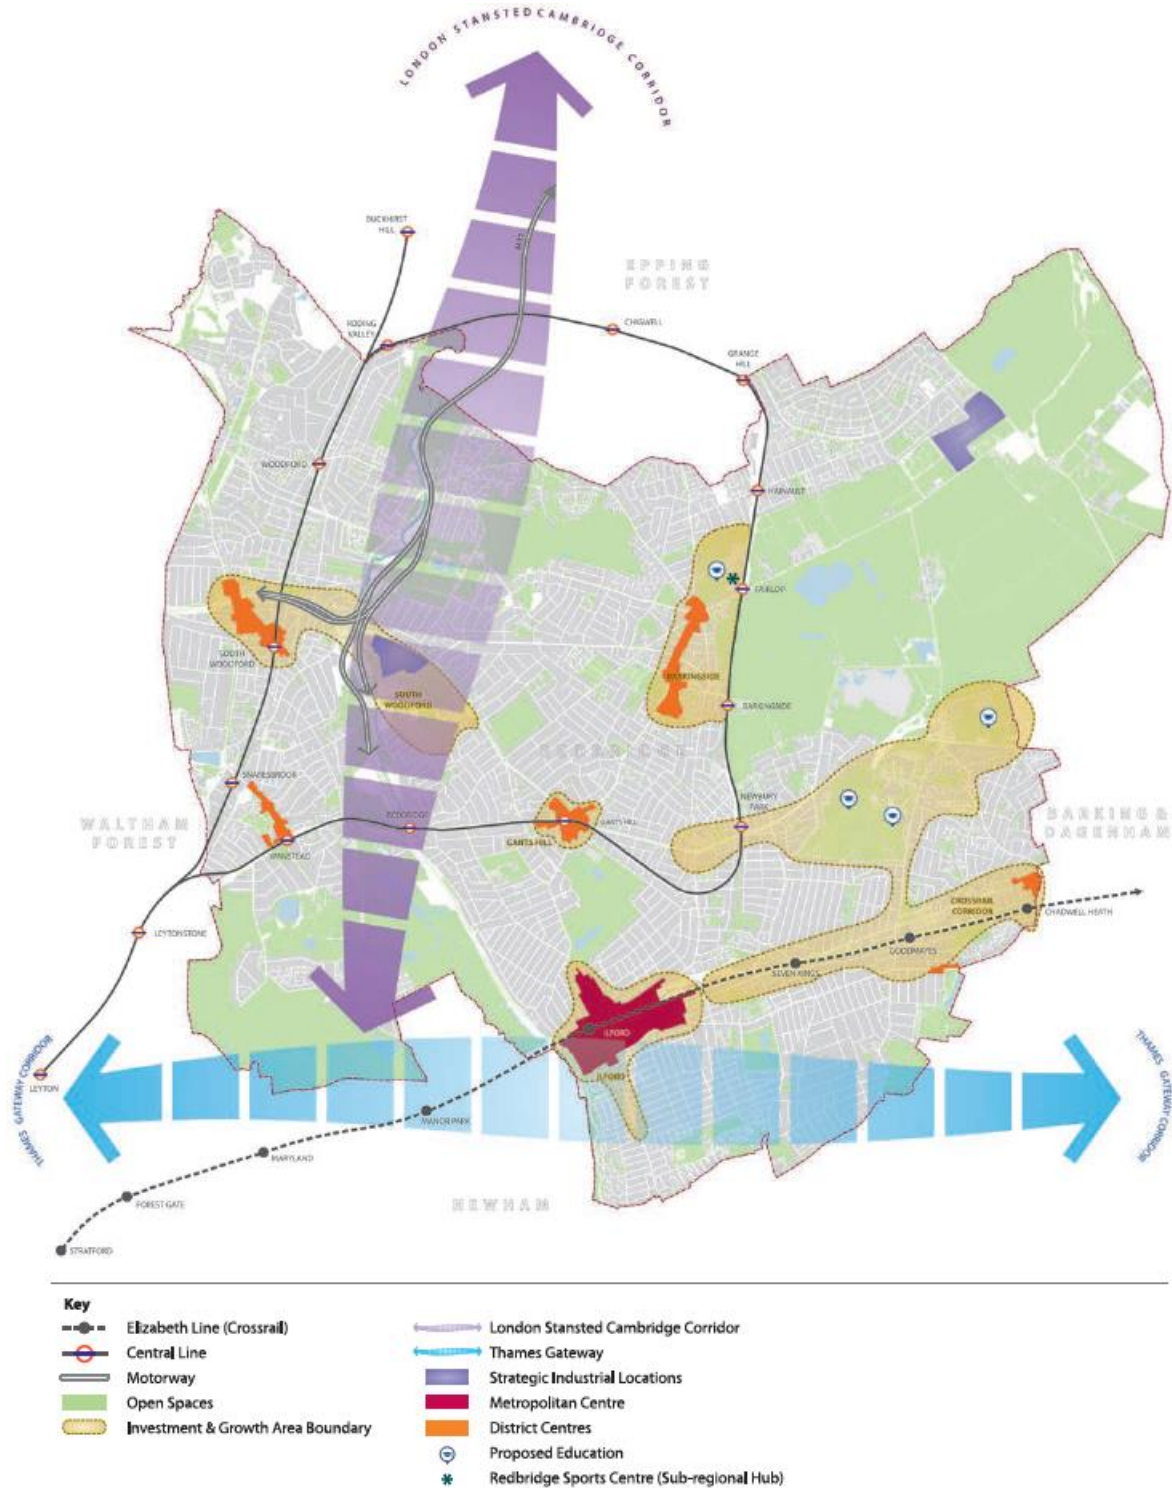 LONDON STANSTED CAMBRIDGE CORRIDOR
BUCKHURST
HILL
M11
EPPING
FOREST
RODING
VALLEY
CHIGWELL
GRANGE
HILL
WOODFORD
HAINAULT
FAIRLOP
SOUTH
WOODFORD
BARKINGSIDE
SOUTH
WOODFORD
BARKINGSIDE
REDBRIDGE
SNARESBROOK
NEWBURY
PARK
WALTHAM
FOREST
BARKING &
DAGENHAM
REDBRIDGE
GANTS HILL
GANTS HILL
WANSTEAD
CROSSRAIL
CORRIDOR
CHADWELL HEATH
LEYTONSTONE
GOODMAYES
SEVEN KINGS
ILFORD
THAMES GATEWAY CORRIDOR
THAMES GATEWAY CORRIDOR
LEYTON
ILFORD
MANOR PARK
MARYLAND
FOREST GATE
NEWHAM
STRATFORD
Key
Elizabeth Line (Crossrail)
Central Line
Motorway
Open Spaces
Investment & Growth Area Boundary
London Stansted Cambridge Corridor
Thames Gateway
Strategic Industrial Locations
Metropolitan Centre
District Centres
Proposed Education
Redbridge Sports Centre (Sub-regional Hub)